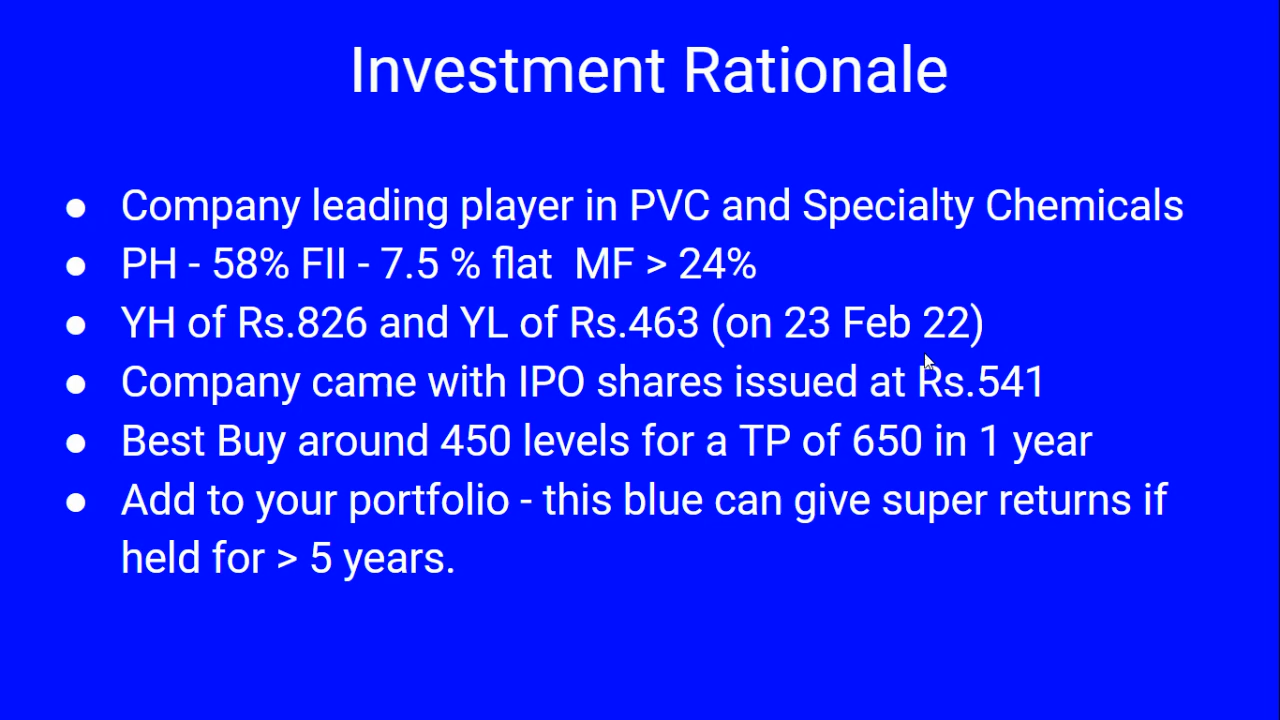 Investment Rationale
● Company leading player in PVC and Specialty Chemicals
● PH - 58% FII - 7.5 % flat  MF > 24%
● YH of Rs.826 and YL of Rs.463 (on 23 Feb 22)
● Company came with IPO shares issued at Rs.541
● Best Buy around 450 levels for a TP of 650 in 1 year
● Add to your portfolio - this blue can give super returns if
held for > 5 years.